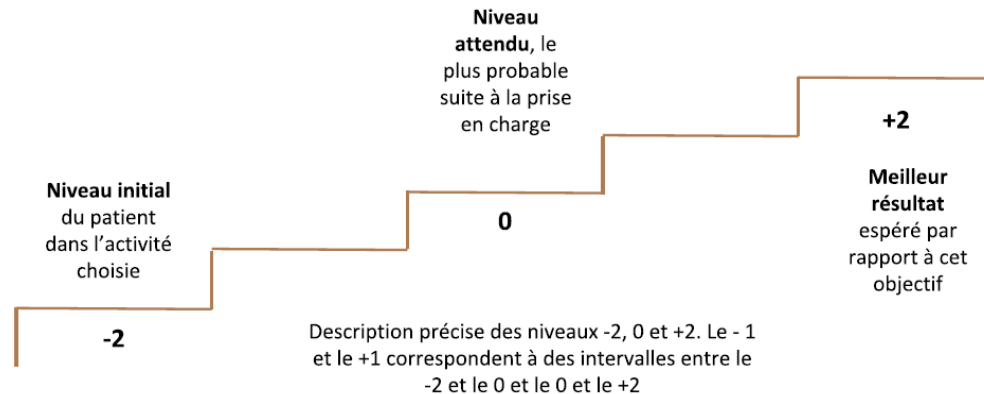 Niveau
attendu, le
plus probable
suite à la prise
en charge
+2
Niveau initial
du patient
dans l'activité
choisie
0
Meilleur
résultat
espéré par
rapport à cet
objectif
-2
Description précise des niveaux -2, 0 et +2. Le - 1
et le +1 correspondent à des intervalles entre le
-2 et le 0 et le 0 et le +2